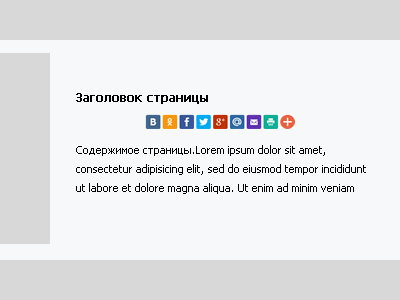 Заголовок страницы
Содержимое страницы.Lorem ipsum dolor sit amet,
consectetur adipisicing elit, sed do eiusmod tempor incididunt
ut labore et dolore magna aliqua. Ut enim ad minim veniam